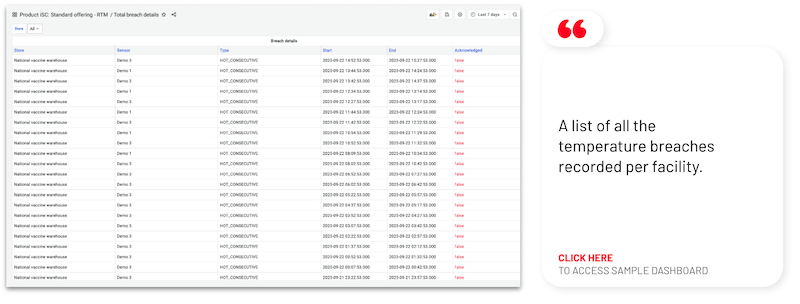 Product iSC: Standard offering - RTM / Total breach details
Last 7 days
Store All
Breach details
Store Sensor Type Start End Acknowledged
National vaccine warehouse Demo 3 HOT_CONSECUTIVE 2023-09-22 14:52:53.000 2023-09-22 15:27:53.000 false
National vaccine warehouse Demo 1 HOT_CONSECUTIVE 2023-09-22 13:44:53.000 2023-09-22 14:24:53.000 false
National vaccine warehouse Demo 3 HOT_CONSECUTIVE 2023-09-22 13:42:53.000 2023-09-22 14:37:53.000 false
National vaccine warehouse Demo 1 HOT_CONSECUTIVE 2023-09-22 12:34:53.000 2023-09-22 13:14:53.000 false
National vaccine warehouse Demo 3 HOT_CONSECUTIVE 2023-09-22 12:27:53.000 2023-09-22 13:17:53.000 false
National vaccine warehouse Demo 1 HOT_CONSECUTIVE 2023-09-22 11:44:53.000 2023-09-22 12:24:53.000 false
National vaccine warehouse Demo 3 HOT_CONSECUTIVE 2023-09-22 11:42:53.000 2023-09-22 12:22:53.000 false
National vaccine warehouse Demo 1 HOT_CONSECUTIVE 2023-09-22 10:54:53.000 2023-09-22 11:29:53.000 false
National vaccine warehouse Demo 3 HOT_CONSECUTIVE 2023-09-22 10:52:53.000 2023-09-22 11:32:53.000 false
National vaccine warehouse Demo 1 HOT_CONSECUTIVE 2023-09-22 08:09:53.000 2023-09-22 10:34:53.000 false
National vaccine warehouse Demo 3 HOT_CONSECUTIVE 2023-09-22 08:02:53.000 2023-09-22 10:42:53.000 false
National vaccine warehouse Demo 3 HOT_CONSECUTIVE 2023-09-22 06:52:53.000 2023-09-22 07:27:53.000 false
National vaccine warehouse Demo 3 HOT_CONSECUTIVE 2023-09-22 06:02:53.000 2023-09-22 06:42:53.000 false
National vaccine warehouse Demo 3 HOT_CONSECUTIVE 2023-09-22 05:22:53.000 2023-09-22 05:57:53.000 false
National vaccine warehouse Demo 3 HOT_CONSECUTIVE 2023-09-22 04:37:53.000 2023-09-22 05:17:53.000 false
National vaccine warehouse Demo 3 HOT_CONSECUTIVE 2023-09-22 03:52:53.000 2023-09-22 04:27:53.000 false
National vaccine warehouse Demo 3 HOT_CONSECUTIVE 2023-09-22 03:07:53.000 2023-09-22 03:42:53.000 false
National vaccine warehouse Demo 3 HOT_CONSECUTIVE 2023-09-22 02:22:53.000 2023-09-22 02:57:53.000 false
National vaccine warehouse Demo 3 HOT_CONSECUTIVE 2023-09-22 01:37:53.000 2023-09-22 02:12:53.000 false
National vaccine warehouse Demo 3 HOT_CONSECUTIVE 2023-09-22 00:52:53.000 2023-09-22 01:32:53.000 false
National vaccine warehouse Demo 3 HOT_CONSECUTIVE 2023-09-22 00:07:53.000 2023-09-22 00:42:53.000 false
National vaccine warehouse Demo 3 HOT_CONSECUTIVE 2023-09-21 23:57:53.000 false
A list of all the
temperature breaches
recorded per facility.
CLICK HERE
TO ACCESS SAMPLE DASHBOARD